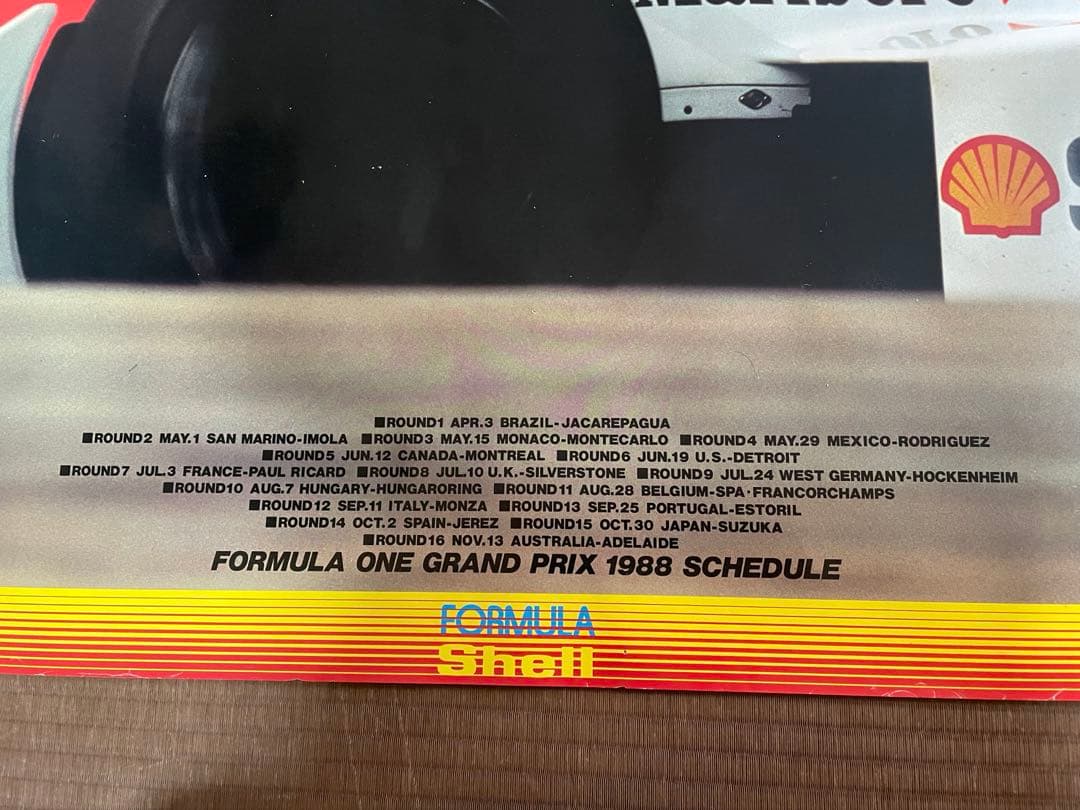 ■ROUND1 APR.3 BRAZIL-JACAREPAGUA
■ROUND2 MAY.1 SAN MARINO-IMOLA ■ROUND3 MAY.15 MONACO-MONTECARLO ■ROUND4 MAY.29 MEXICO-RODRIGUEZ
■ROUND5 JUN.12 CANADA-MONTREAL ■ROUND6 JUN.19 U.S.-DETROIT
■ROUND7 JUL.3 FRANCE-PAUL RICARD ■ROUND8 JUL.10 U.K.-SILVERSTONE ■ROUND9 JUL.24 WEST GERMANY-HOCKENHEIM
■ROUND10 AUG.7 HUNGARY-HUNGARORING ■ROUND11 AUG.28 BELGIUM-SPA·FRANCORCHAMPS
■ROUND12 SEP.11 ITALY-MONZA ■ROUND13 SEP.25 PORTUGAL-ESTORIL
■ROUND14 OCT.2 SPAIN-JEREZ ■ROUND15 OCT.30 JAPAN-SUZUKA
■ROUND16 NOV.13 AUSTRALIA-ADELAIDE
FORMULA ONE GRAND PRIX 1988 SCHEDULE
FORMULA
Shell